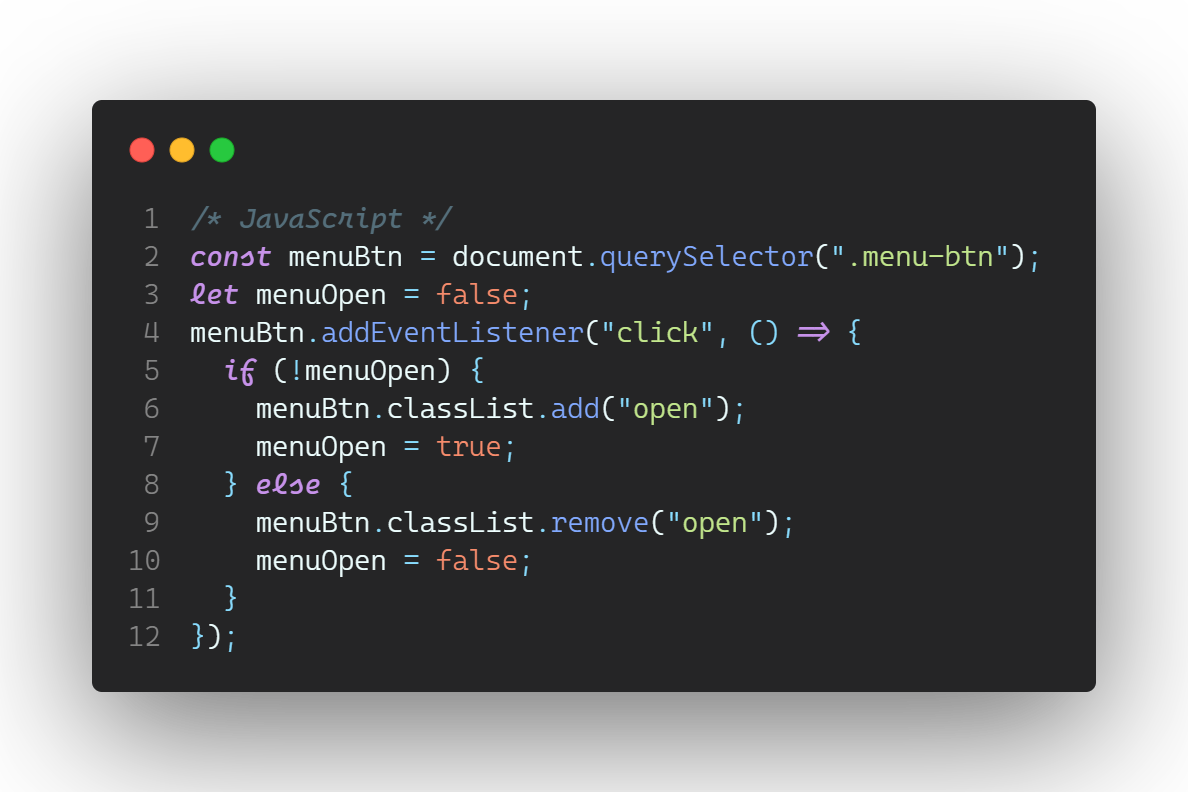 1 /* JavaScript */
2 const menuBtn = document.querySelector(".menu-btn");
3 let menuOpen = false;
4 menuBtn.addEventListener("click", () => {
5   if (!menuOpen) {
6     menuBtn.classList.add("open");
7     menuOpen = true;
8   } else {
9     menuBtn.classList.remove("open");
10     menuOpen = false;
11   }
12 });